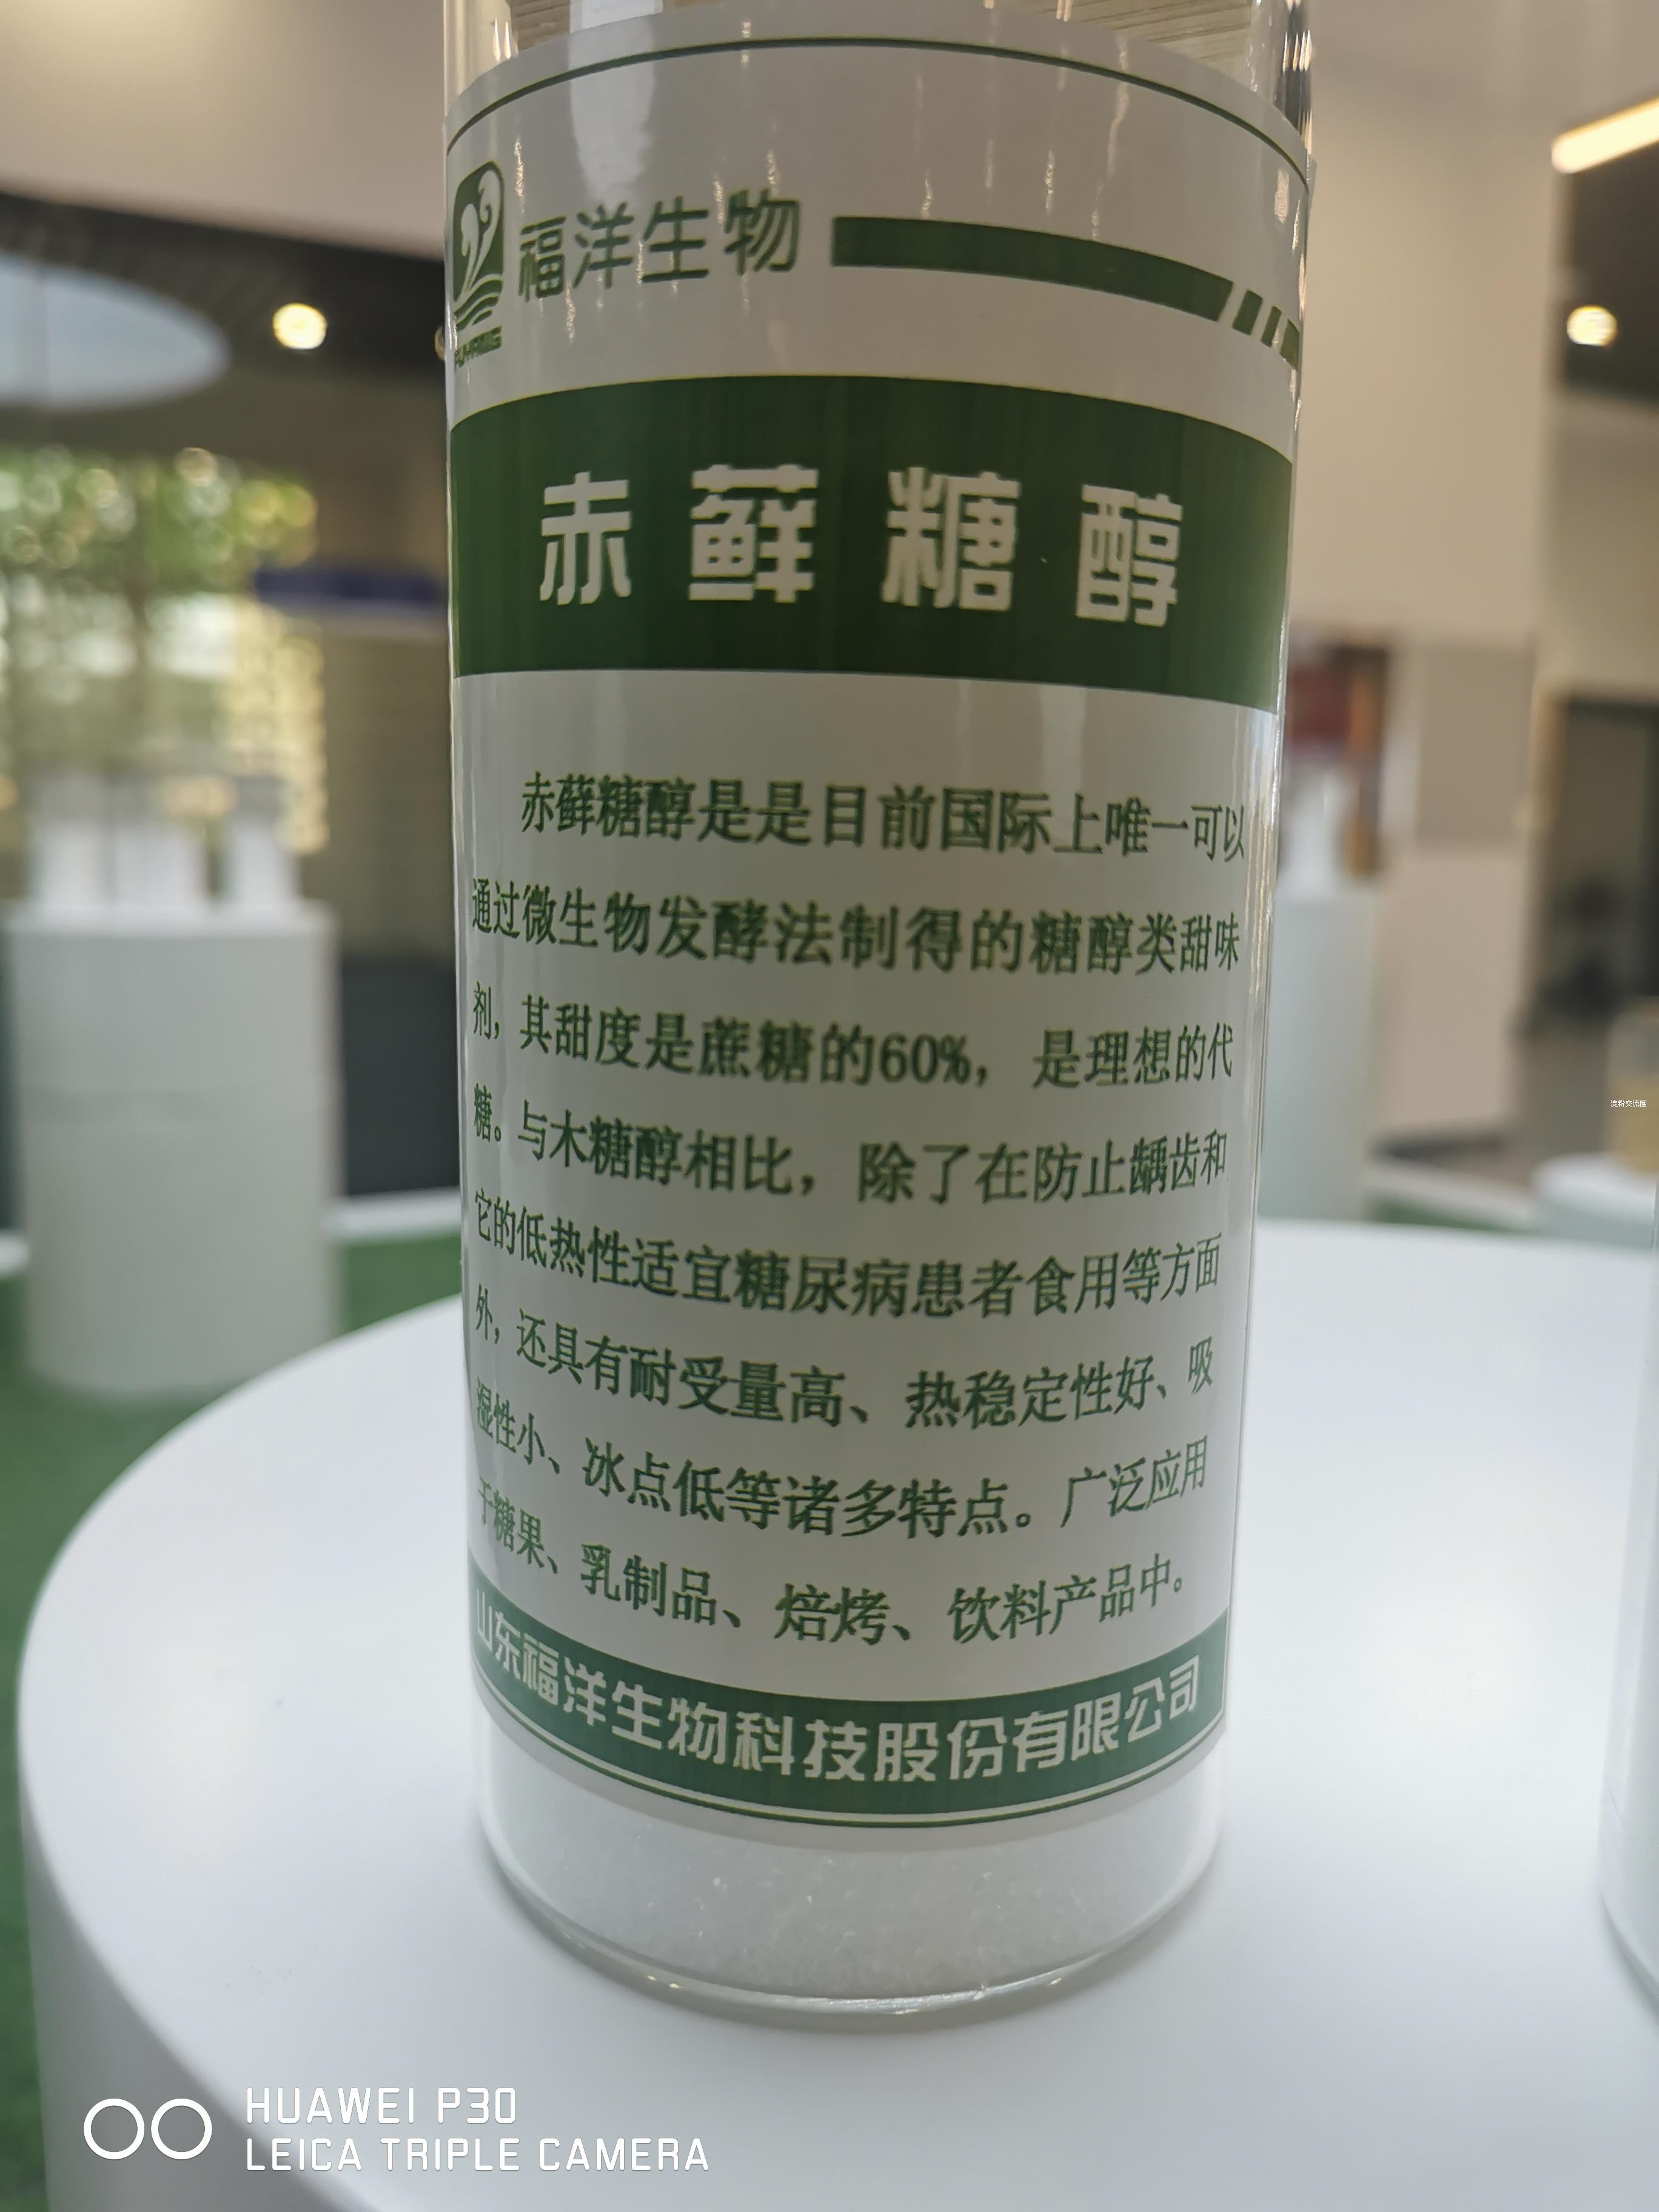 福洋生物
FUYANG
赤藓糖醇
赤藓糖醇是是目前国际上唯一可以
通过微生物发酵法制得的糖醇类甜味
剂，其甜度是蔗糖的60%，是理想的代
糖。与木糖醇相比，除了在防止龋齿和
它的低热性适宜糖尿病患者食用等方面
外，还具有耐受量高、热稳定性好、吸
湿性小、冰点低等诸多特点。广泛应用
于糖果、乳制品、焙烤、饮料产品中。
山东福洋生物科技股份有限公司
HUAWEI P30
LEICA TRIPLE CAMERA